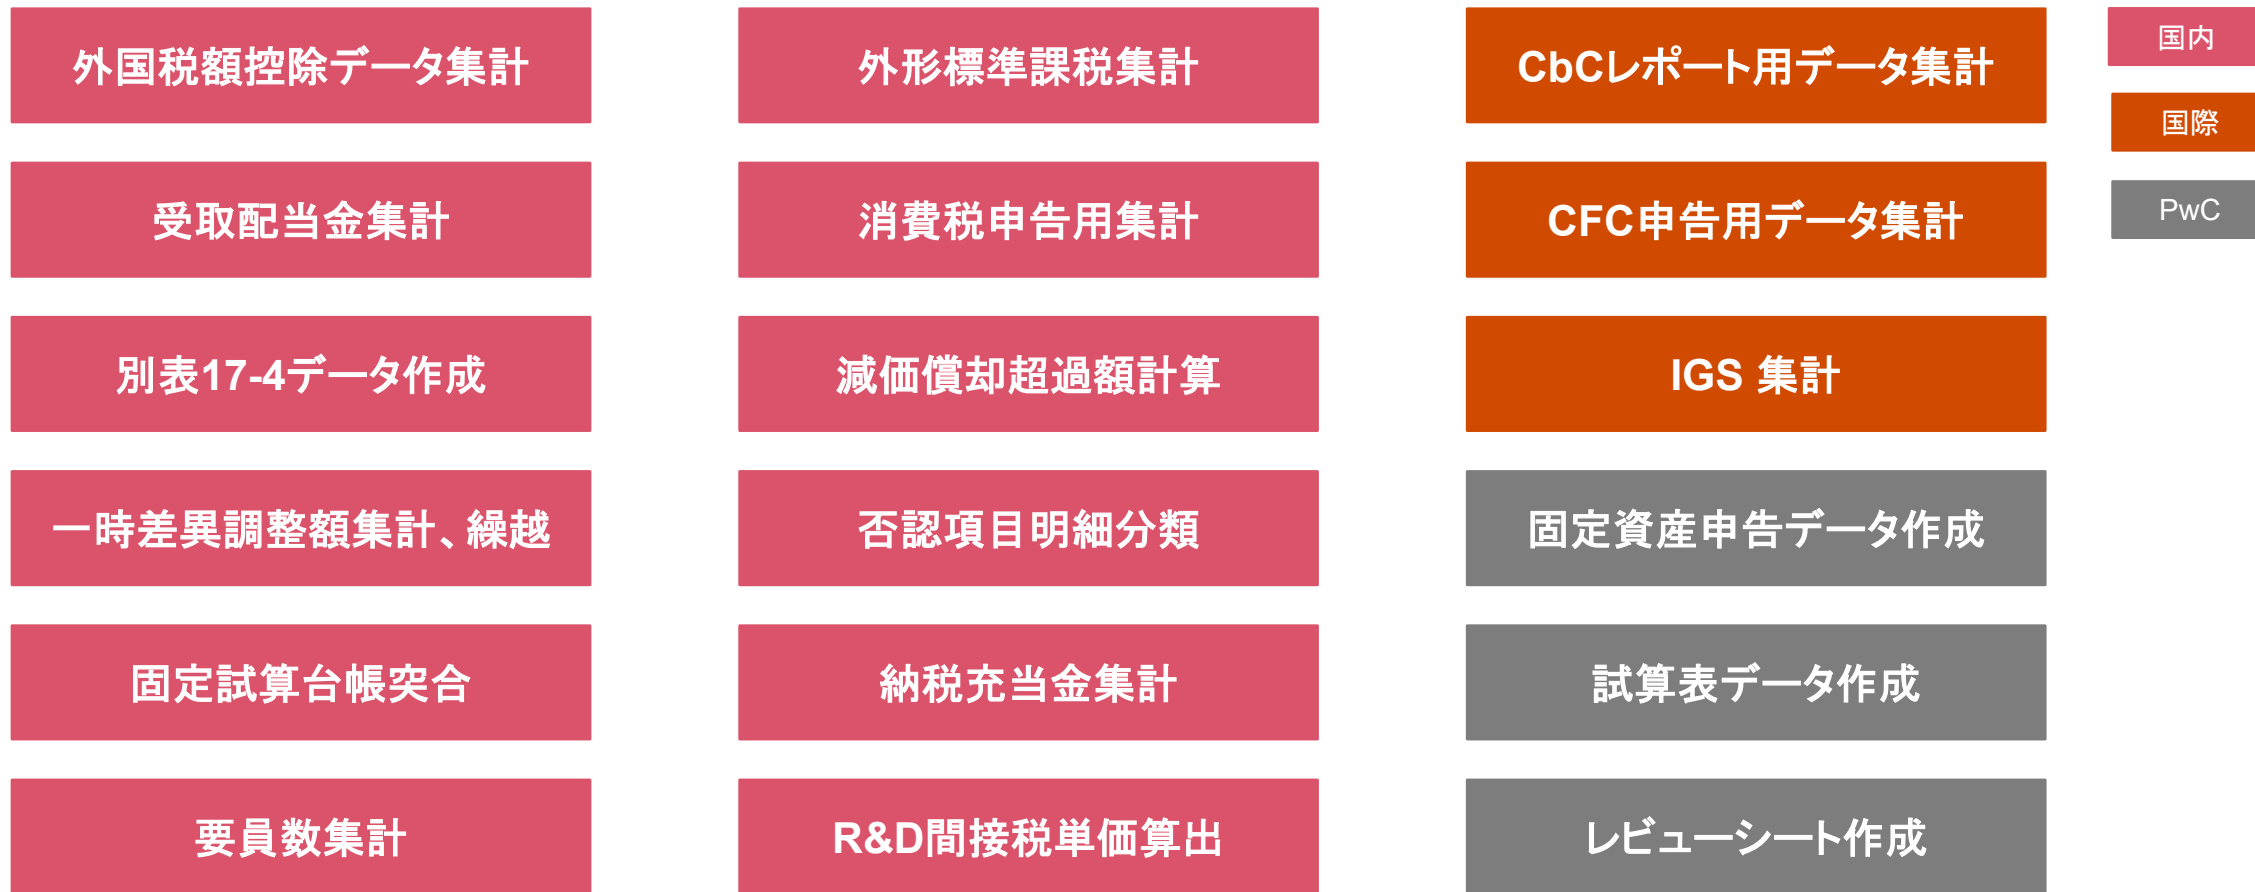 外国税額控除データ集計
外形標準課税集計
CbCレポート用データ集計
国内
国際
受取配当金集計
消費税申告用集計
CFC申告用データ集計
PwC
別表17-4データ作成
減価償却超過額計算
IGS 集計
一時差異調整額集計、繰越
否認項目明細分類
固定資産申告データ作成
固定試算台帳突合
納税充当金集計
試算表データ作成
要員数集計
R&D間接税単価算出
レビューシート作成